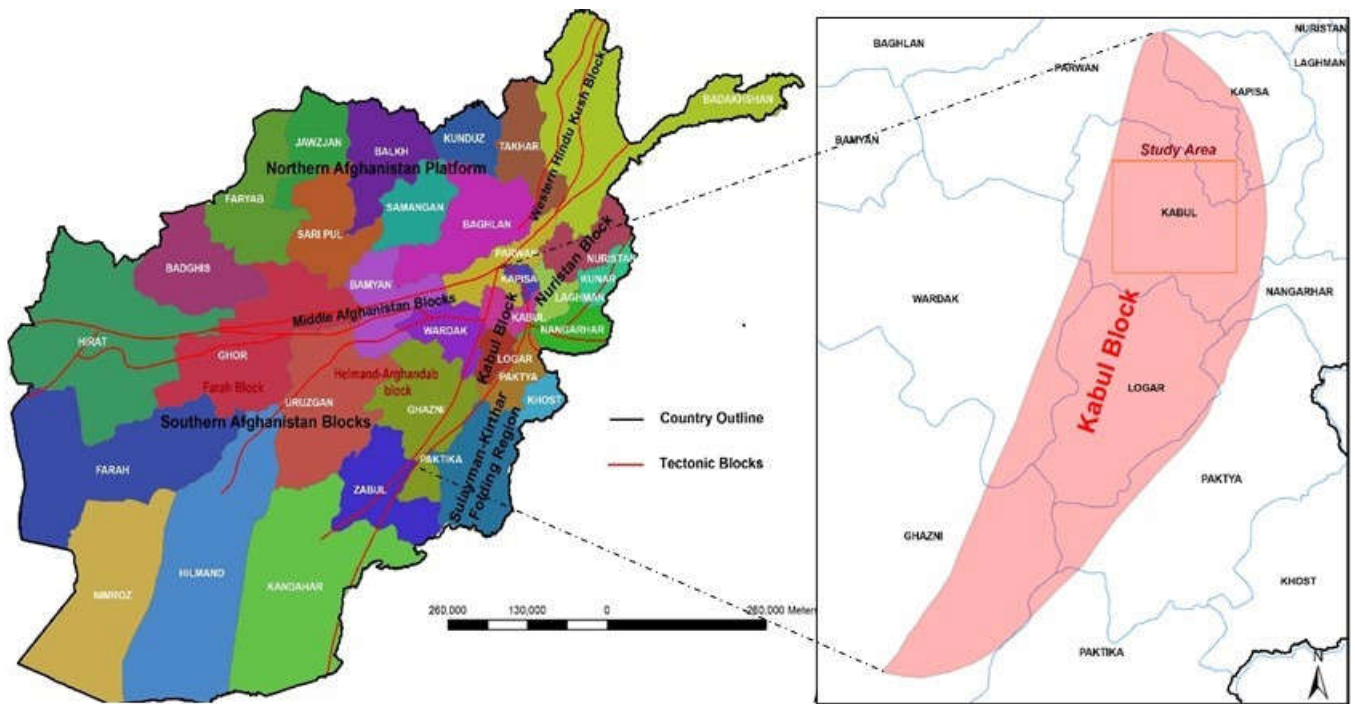 BADAKHSHAN
Western Hindu Kush Block
KUNDUZ
TAKHAR
JAWZJAN
BALKH
Northern Afghanistan Platform
FARYAB
SAMANGAN
SARI PUL
BAGHLAN
BADGHIS
PARWAN
Nuristan Block
NURISTAN
BAMYAN
KAPISA
KUNAR
LAGHMAN
Middle Afghanistan Blocks
KABUL
WARDAK
Kabul Block
NANGARHAR
HIRAT
GHOR
LOGAR
Farah Block
Helmand-Arghandab
block
PAKTYA
URUZGAN
GHAZNI
KHOST
Southern Afghanistan Blocks
Sulayman-Kirthar
Folding Region
PAKTIKA
FARAH
ZABUL
NIMROZ
HILMAND
KANDAHAR
Country Outline
Tectonic Blocks
260,000 130,000 0 260,000 Meters
NURISTAN
BAGHLAN
LAGHMAN
PARWAN
KAPISA
BAMYAN
Study Area
KABUL
WARDAK
NANGARHAR
Kabul Block
LOGAR
PAKTYA
GHAZNI
KHOST
PAKTIKA
N